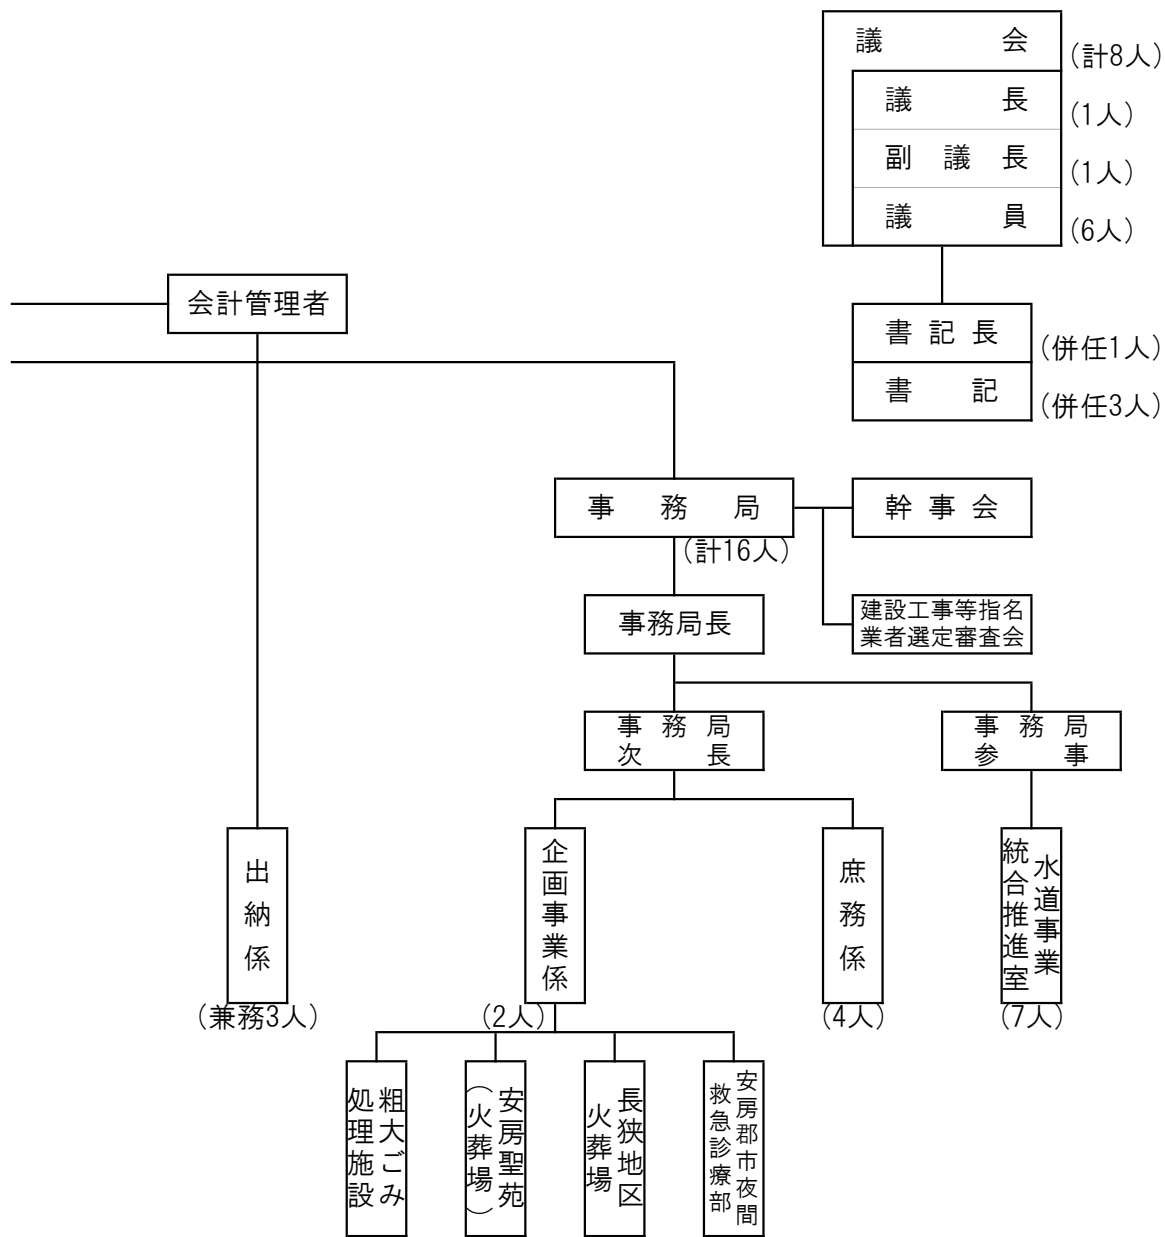 議会
(計8人)
議長
(1人)
副議長
(1人)
議員
(6人)
会計管理者
書記長
(併任1人)
書記
(併任3人)
事務局
(計16人)
幹事会
事務局長
建設工事等指名
業者選定審査会
事務局
次長
事務局
参事
出納係
(兼務3人)
企画事業係
(2人)
庶務係
(4人)
水道事業
統合推進室
(7人)
粗大ごみ
処理施設
安房聖苑
(火葬場)
長狭地区
火葬場
安房郡市夜間
救急診療部